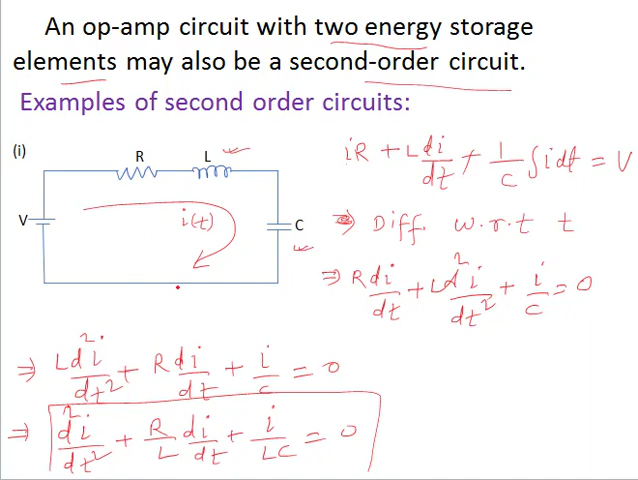 An op-amp circuit with two energy storage
elements may also be a second-order circuit.
Examples of second order circuits:
(i)
R
L
V
i(t)
C
iR + L di/dt + 1/C ∫ i dt = V
⇒ Diff. w.r.t t
⇒ R di/dt + L d²i/dt² + i/C = 0
⇒ L d²i/dt² + R di/dt + i/C = 0
⇒ d²i/dt² + R/L di/dt + i/LC = 0